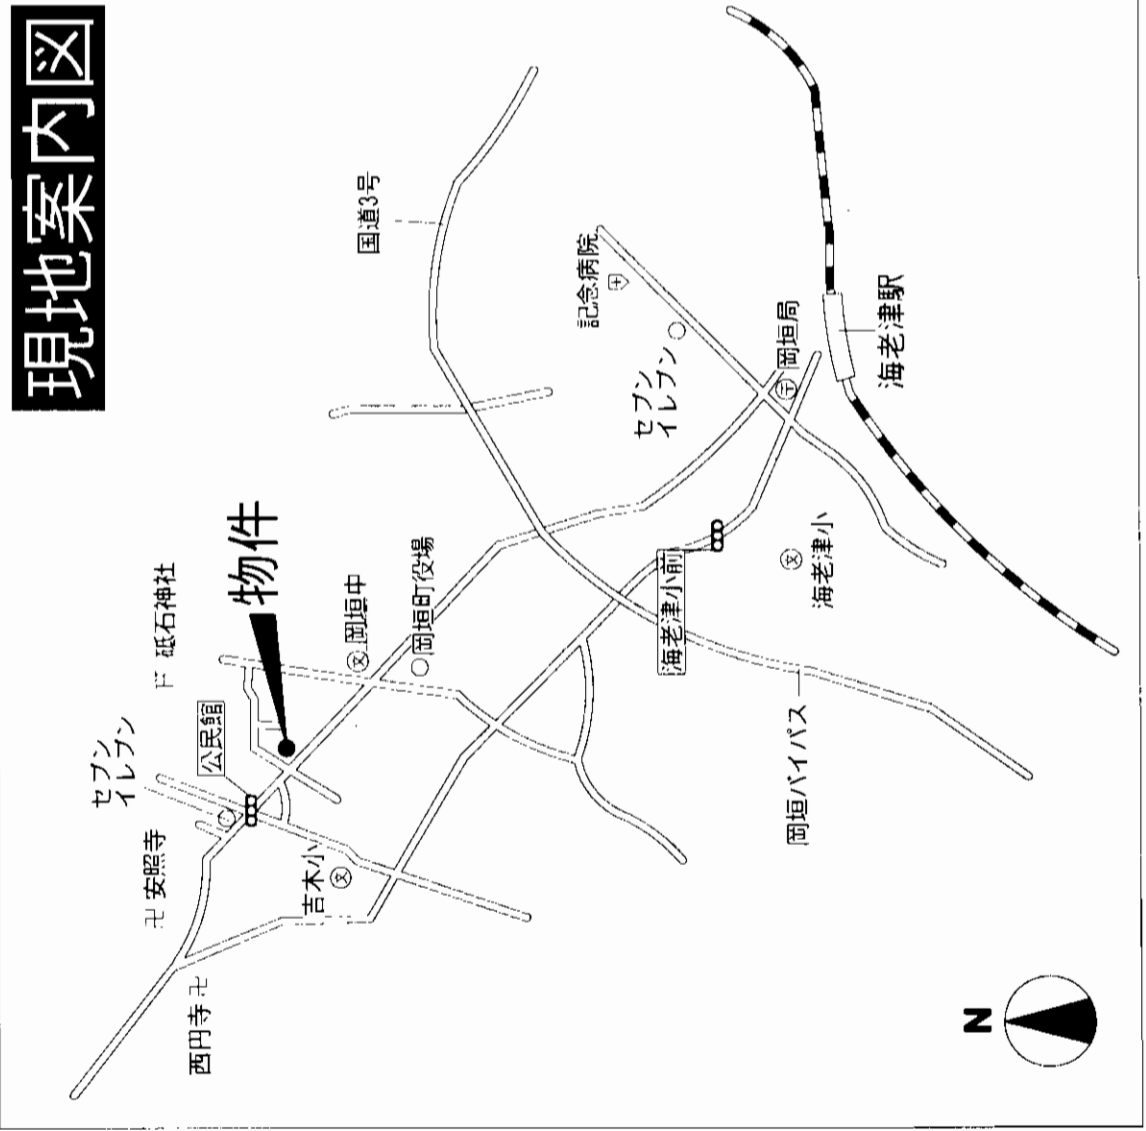 現地案内図
国道3号
記念病院
セブン
イレブン
岡垣局
海老津駅
物件
砥石神社
岡垣中
岡垣町役場
海老津小前
海老津小
セブン
イレブン
公民館
岡垣バイパス
安照寺
吉木小
西円寺
N